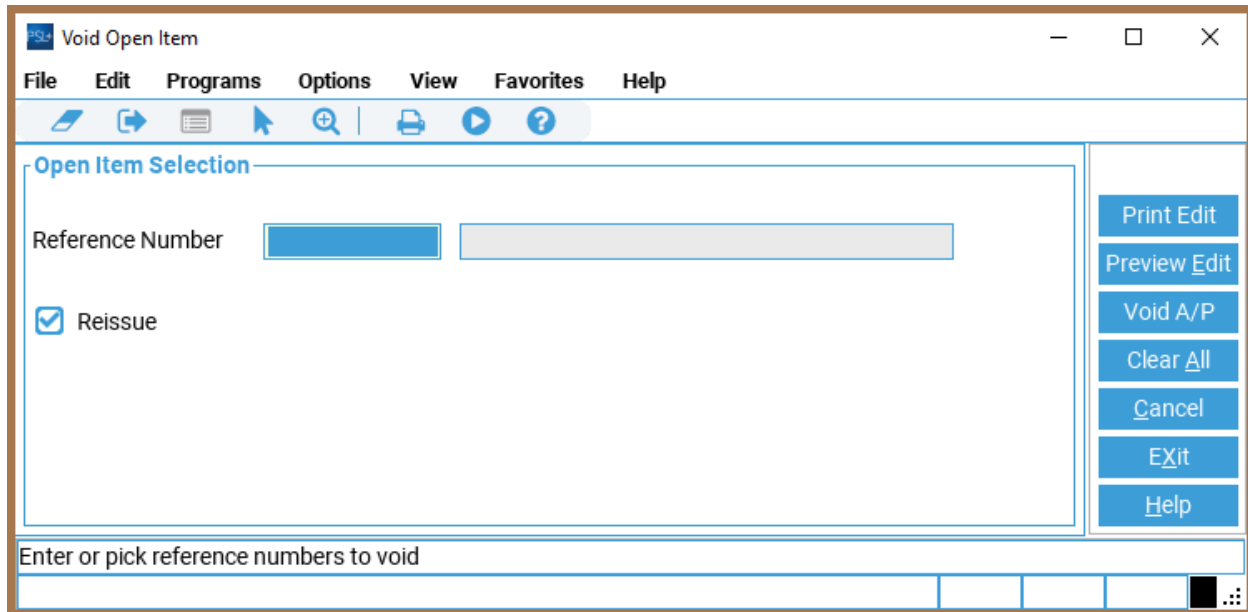 PSL+ Void Open Item
File Edit Programs Options View Favorites Help
Open Item Selection
Reference Number
Reissue
Print Edit
Preview Edit
Void A/P
Clear All
Cancel
EXit
Help
Enter or pick reference numbers to void